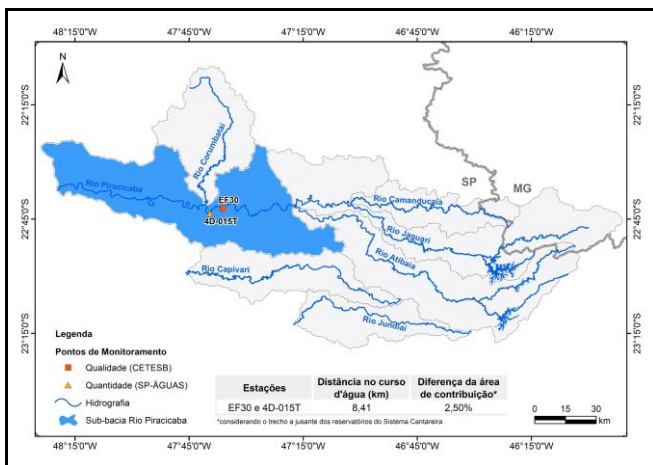 48°15'0"O 47°45'0"O 47°15'0"O 46°45'0"O 46°15'0"O
N
22°15'0"S 22°15'0"S
Rio Corumbataí
SP MG
Rio Piracicaba
EF30
4D-015T
Rio Camanducaia
22°45'0"S 22°45'0"S
Rio Jaguari
Rio Atibaia
Rio Capivari
Rio Jundiaí
23°15'0"S 23°15'0"S
Legenda
Pontos de Monitoramento
Qualidade (CETESB)
Quantidade (SP-ÁGUAS)
Hidrografia
Sub-bacia Rio Piracicaba
Estações Distância no curso d'água (km) Diferença da área de contribuição*
EF30 e 4D-015T 8,41 2,50%
*considerando o trecho a jusante dos reservatórios do Sistema Cantareira
0 15 30
km
48°15'0"O 47°45'0"O 47°15'0"O 46°45'0"O 46°15'0"O